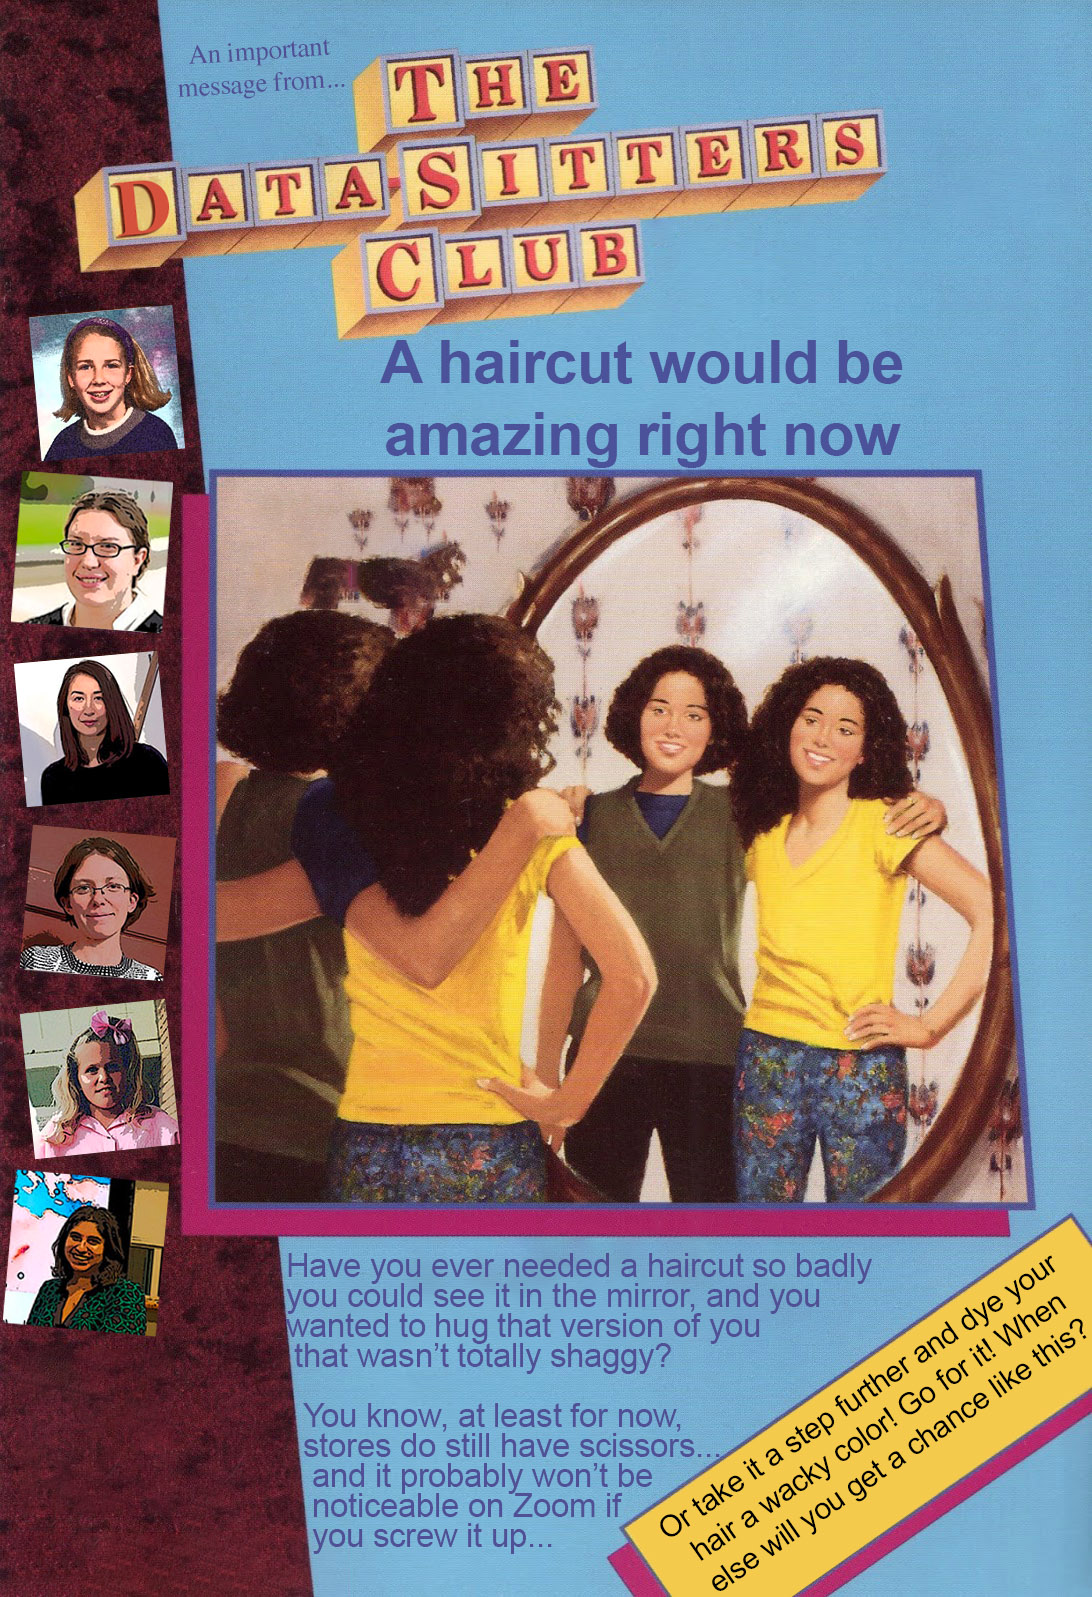 An important
message from...
THE
DATA-SITTERS
CLUB
A haircut would be
amazing right now
Have you ever needed a haircut so badly
you could see it in the mirror, and you
wanted to hug that version of you
that wasn't totally shaggy?
You know, at least for now,
stores do still have scissors...
and it probably won't be
noticeable on Zoom if
you screw it up...
Or take it a step further and dye your
hair a wacky color! Go for it! When
else will you get a chance like this?